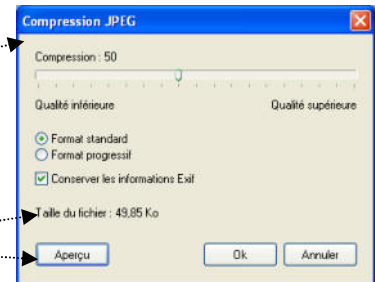 Compression JPEG
Compression : 50
Qualité inférieure Qualité supérieure
Format standard
Format progressif
Conserver les informations Exif
Taille du fichier : 49,85 Ko
Aperçu Ok Annuler